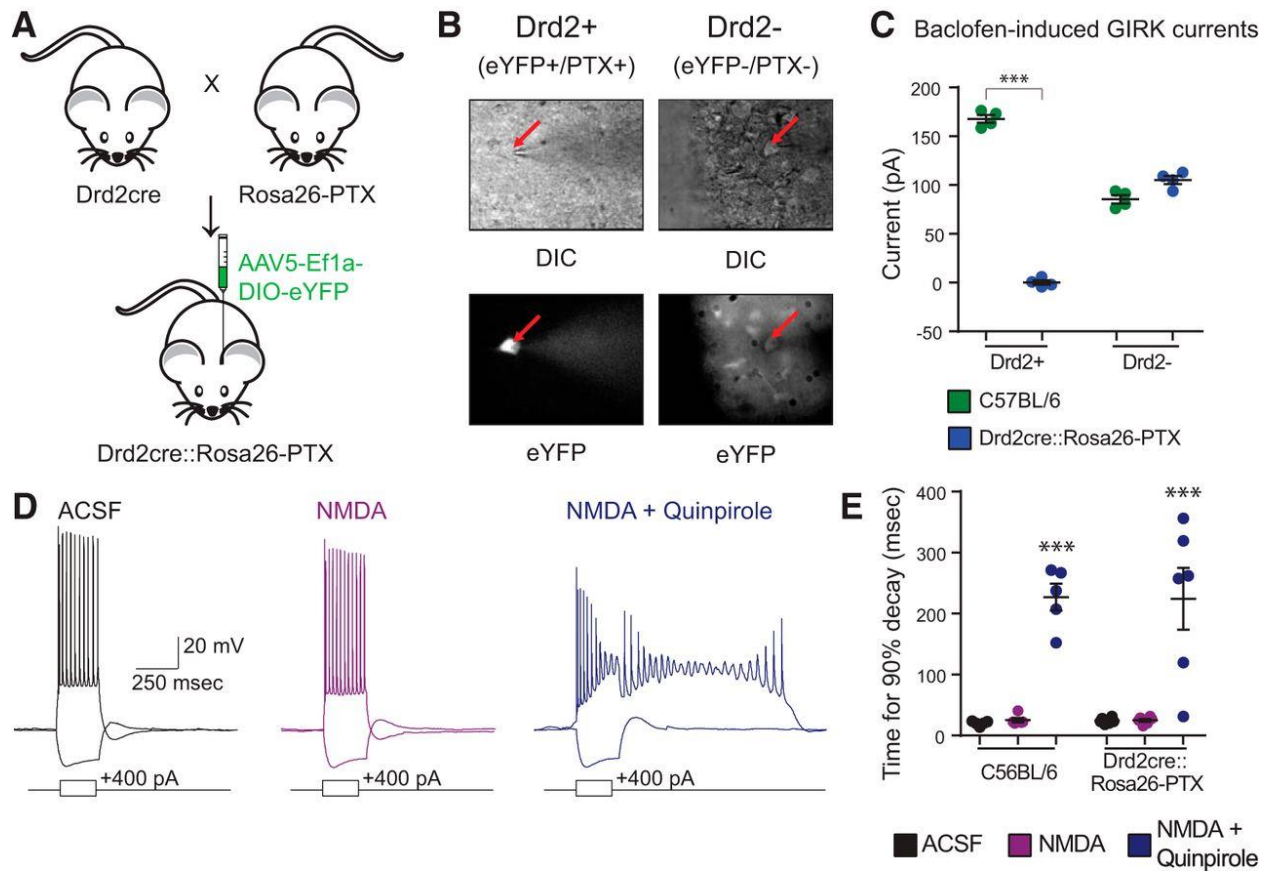 A
X
Drd2cre
Rosa26-PTX
AAV5-Ef1a-
DIO-eYFP
Drd2cre::Rosa26-PTX
B
Drd2+
(eYFP+/PTX+)
Drd2-
(eYFP-/PTX-)
DIC
DIC
eYFP
eYFP
C
Baclofen-induced GIRK currents
***
Current (pA)
200
150
100
50
0
-50
Drd2+
Drd2-
C57BL/6
Drd2cre::Rosa26-PTX
D
ACSF
NMDA
NMDA + Quinpirole
20 mV
250 msec
+400 pA
+400 pA
+400 pA
E
Time for 90% decay (msec)
400
300
200
100
0
***
***
C56BL/6
Drd2cre::
Rosa26-PTX
ACSF
NMDA
NMDA +
Quinpirole